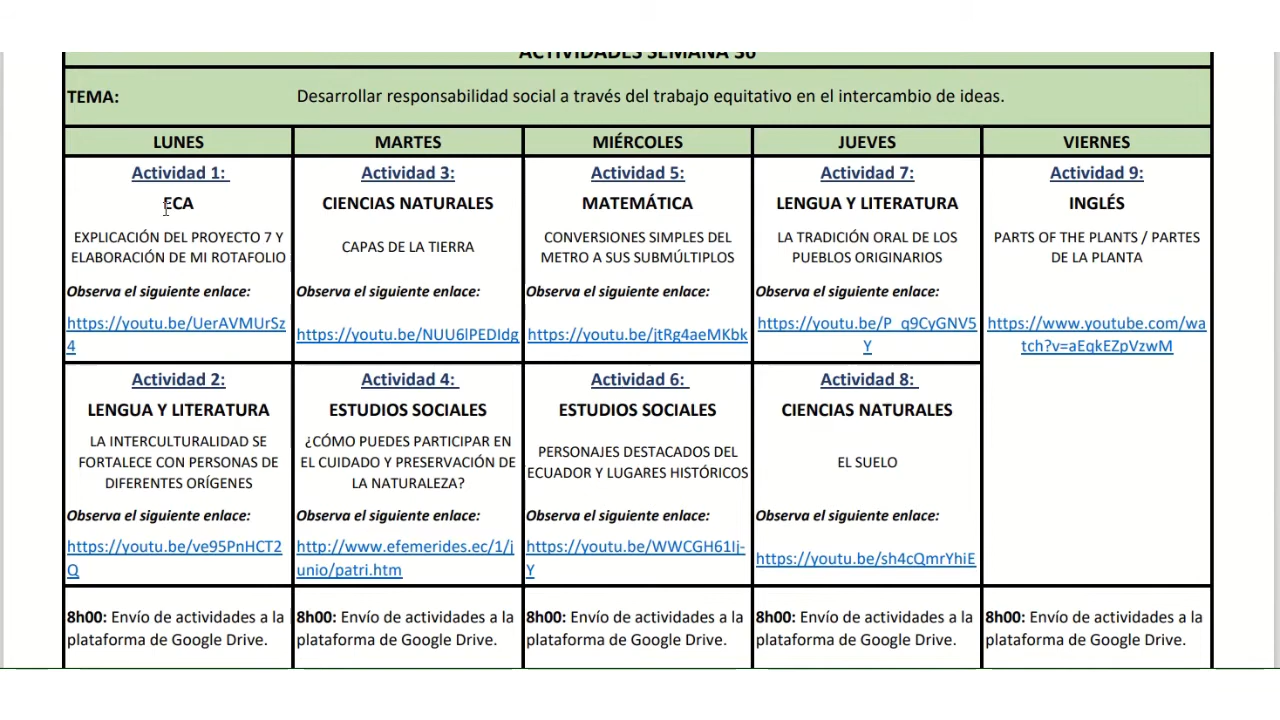 ACTIVIDADES SEMANA 36
TEMA: Desarrollar responsabilidad social a través del trabajo equitativo en el intercambio de ideas.
LUNES MARTES MIÉRCOLES JUEVES VIERNES
Actividad 1:
ECA
EXPLICACIÓN DEL PROYECTO 7 Y
ELABORACIÓN DE MI ROTAFOLIO
Observa el siguiente enlace:
https://youtu.be/UerAVMUrSz
4
Actividad 3:
CIENCIAS NATURALES
CAPAS DE LA TIERRA
Observa el siguiente enlace:
https://youtu.be/NUU6lPEDIdg
Actividad 5:
MATEMÁTICA
CONVERSIONES SIMPLES DEL
METRO A SUS SUBMÚLTIPLOS
Observa el siguiente enlace:
https://youtu.be/jtRg4aeMKbk
Actividad 7:
LENGUA Y LITERATURA
LA TRADICIÓN ORAL DE LOS
PUEBLOS ORIGINARIOS
Observa el siguiente enlace:
https://youtu.be/P_q9CyGNV5
Y
Actividad 9:
INGLÉS
PARTS OF THE PLANTS / PARTES
DE LA PLANTA
https://www.youtube.com/wa
tch?v=aEqkEZpVzwM
Actividad 2:
LENGUA Y LITERATURA
LA INTERCULTURALIDAD SE
FORTALECE CON PERSONAS DE
DIFERENTES ORÍGENES
Observa el siguiente enlace:
https://youtu.be/ve95PnHCT2
Q
Actividad 4:
ESTUDIOS SOCIALES
¿CÓMO PUEDES PARTICIPAR EN
EL CUIDADO Y PRESERVACIÓN DE
LA NATURALEZA?
Observa el siguiente enlace:
http://www.efemerides.ec/1/j
unio/patri.htm
Actividad 6:
ESTUDIOS SOCIALES
PERSONAJES DESTACADOS DEL
ECUADOR Y LUGARES HISTÓRICOS
Observa el siguiente enlace:
https://youtu.be/WWCGH61Ij-
Y
Actividad 8:
CIENCIAS NATURALES
EL SUELO
Observa el siguiente enlace:
https://youtu.be/sh4cQmrYhiE
8h00: Envío de actividades a la
plataforma de Google Drive.
8h00: Envío de actividades a la
plataforma de Google Drive.
8h00: Envío de actividades a la
plataforma de Google Drive.
8h00: Envío de actividades a la
plataforma de Google Drive.
8h00: Envío de actividades a la
plataforma de Google Drive.